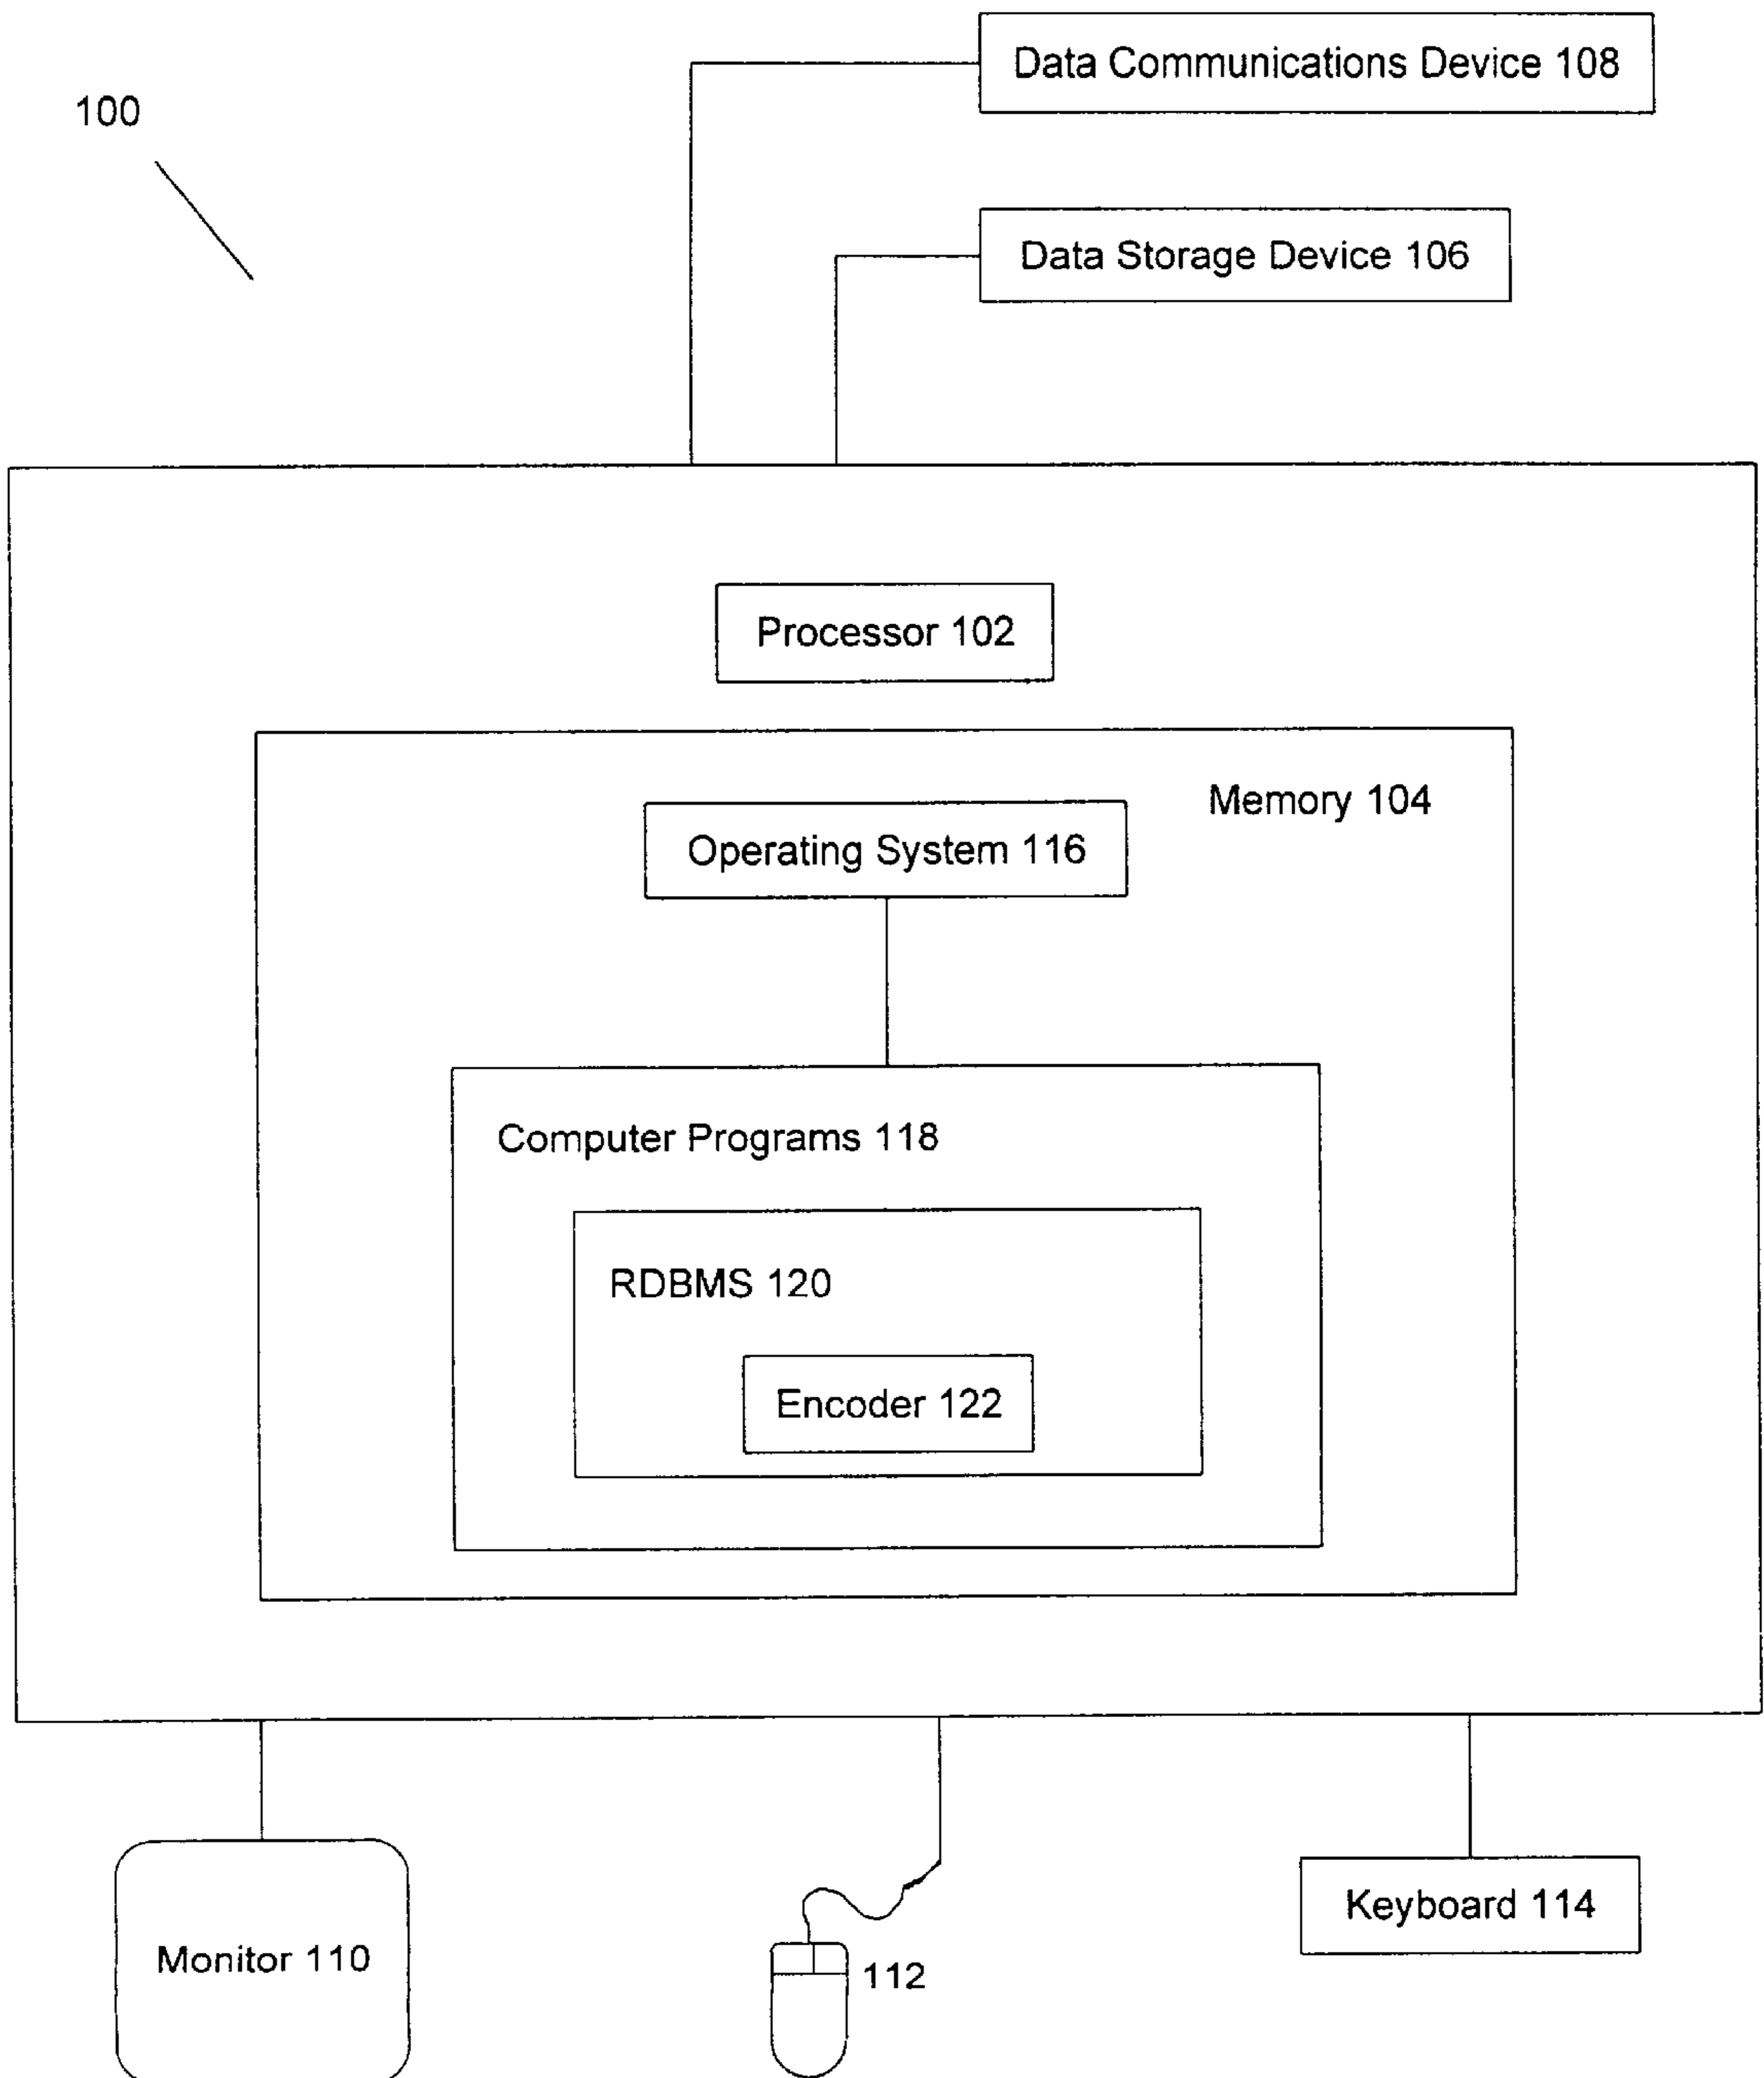 Data Communications Device 108
100
Data Storage Device 106
Processor 102
Memory 104
Operating System 116
Computer Programs 118
RDBMS 120
Encoder 122
Keyboard 114
Monitor 110
112